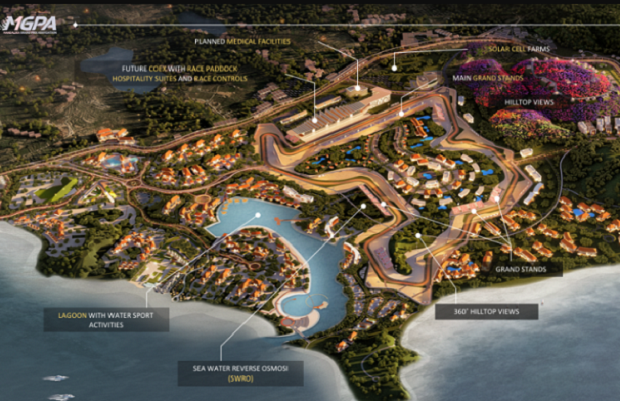 MGPA
PLANNED MEDICAL FACILITIES
SOLAR CELL FARMS
FUTURE COEX WITH RACE PADDOCK
HOSPITALITY SUITES AND RACE CONTROLS
MAIN GRAND STANDS
HILLTOP VIEWS
GRAND STANDS
LAGOON WITH WATER SPORT
ACTIVITIES
360° HILLTOP VIEWS
SEA WATER REVERSE OSMOSI
(SWRO)